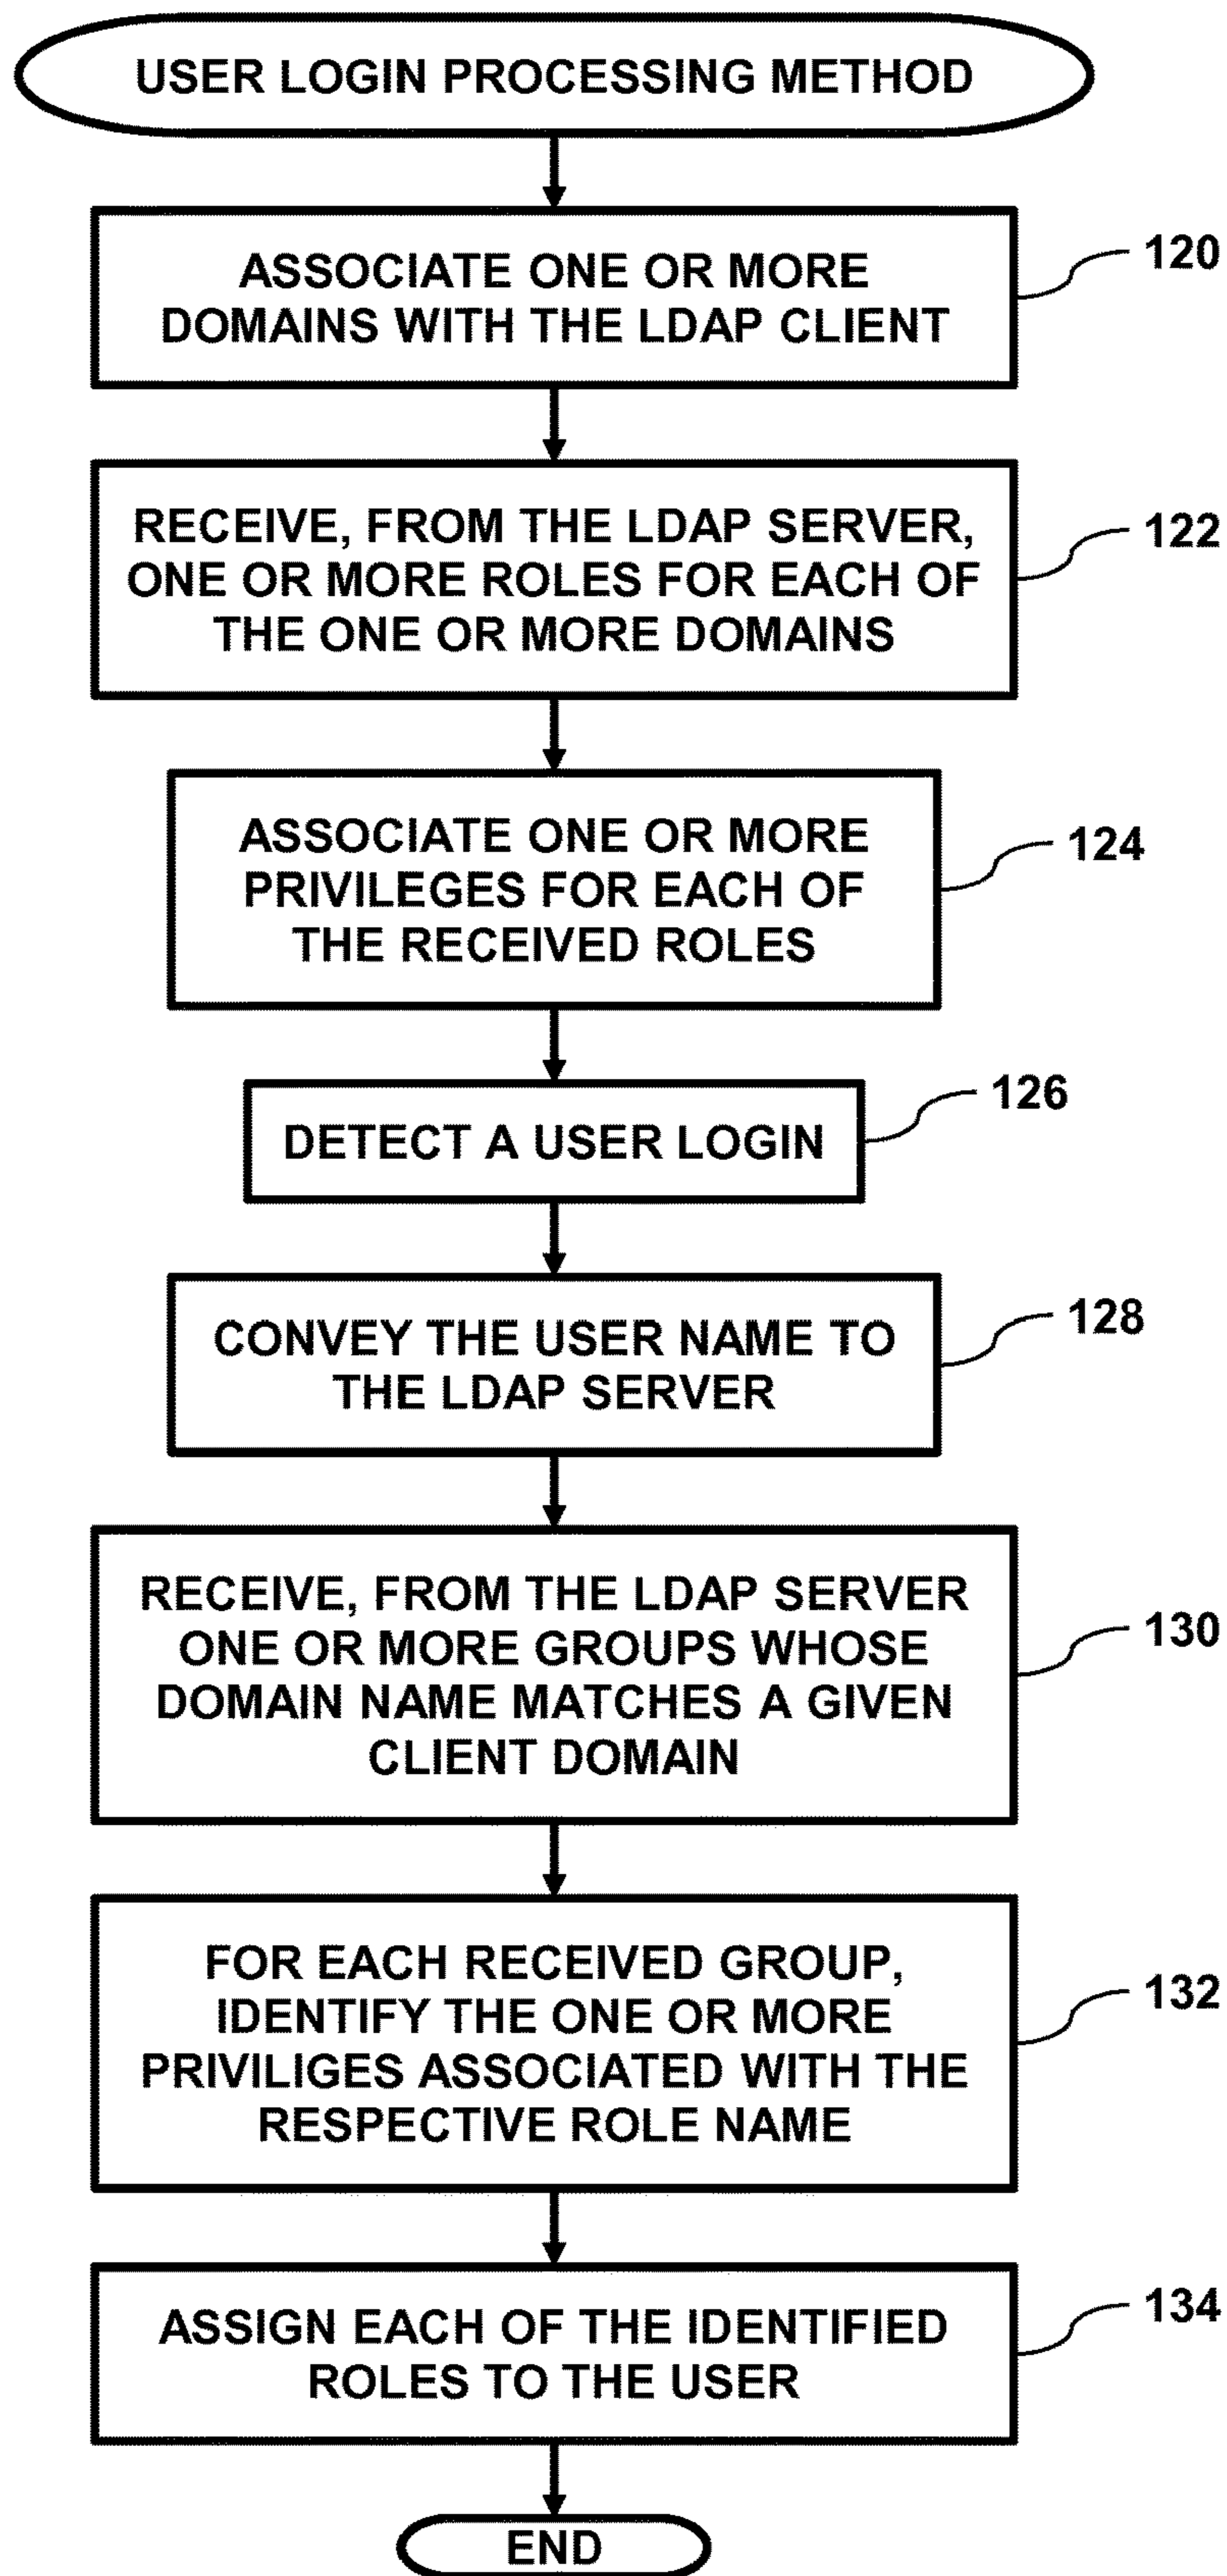 USER LOGIN PROCESSING METHOD
ASSOCIATE ONE OR MORE
DOMAINS WITH THE LDAP CLIENT
120
RECEIVE, FROM THE LDAP SERVER,
ONE OR MORE ROLES FOR EACH OF
THE ONE OR MORE DOMAINS
122
ASSOCIATE ONE OR MORE
PRIVILEGES FOR EACH OF
THE RECEIVED ROLES
124
DETECT A USER LOGIN
126
CONVEY THE USER NAME TO
THE LDAP SERVER
128
RECEIVE, FROM THE LDAP SERVER
ONE OR MORE GROUPS WHOSE
DOMAIN NAME MATCHES A GIVEN
CLIENT DOMAIN
130
FOR EACH RECEIVED GROUP,
IDENTIFY THE ONE OR MORE
PRIVILIGES ASSOCIATED WITH THE
RESPECTIVE ROLE NAME
132
ASSIGN EACH OF THE IDENTIFIED
ROLES TO THE USER
134
END